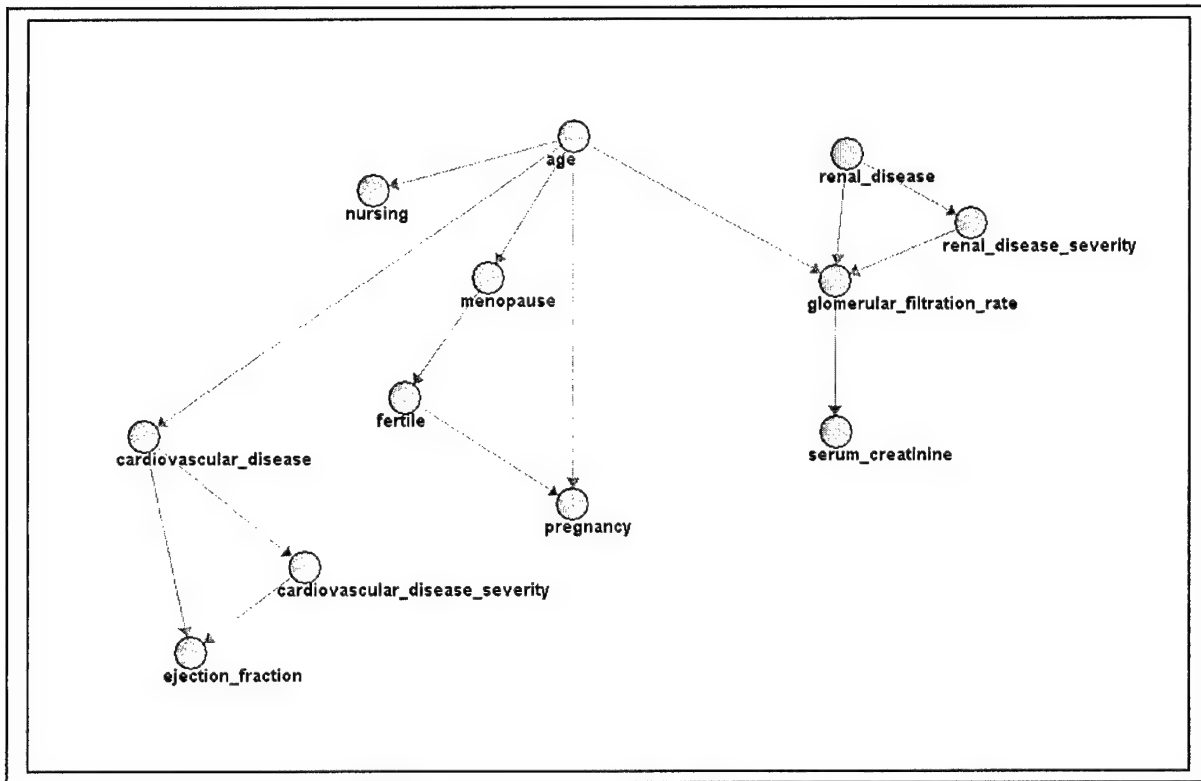 age
renal_disease
nursing
renal_disease_severity
menopause
glomerular_filtration_rate
fertile
cardiovascular_disease
serum_creatinine
pregnancy
cardiovascular_disease_severity
ejection_fraction